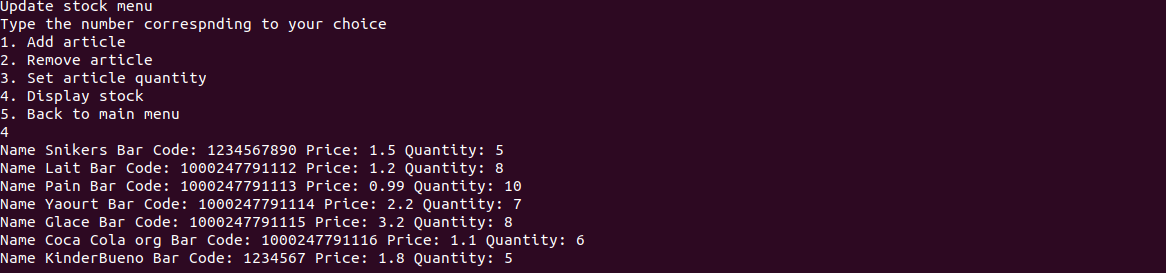 Update stock menu
Type the number correspnding to your choice
1. Add article
2. Remove article
3. Set article quantity
4. Display stock
5. Back to main menu
4
Name Snikers Bar Code: 1234567890 Price: 1.5 Quantity: 5
Name Lait Bar Code: 1000247791112 Price: 1.2 Quantity: 8
Name Pain Bar Code: 1000247791113 Price: 0.99 Quantity: 10
Name Yaourt Bar Code: 1000247791114 Price: 2.2 Quantity: 7
Name Glace Bar Code: 1000247791115 Price: 3.2 Quantity: 8
Name Coca Cola org Bar Code: 1000247791116 Price: 1.1 Quantity: 6
Name KinderBueno Bar Code: 1234567 Price: 1.8 Quantity: 5